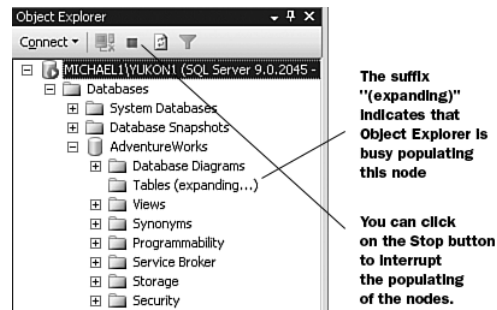 Object Explorer
Connect
MICHAEL1\YUKON1 (SQL Server 9.0.2045 -
Databases
System Databases
Database Snapshots
AdventureWorks
Database Diagrams
Tables (expanding...)
Views
Synonyms
Programmability
Service Broker
Storage
Security
The suffix
"(expanding)"
indicates that
Object Explorer is
busy populating
this node
You can click
on the Stop button
to interrupt
the populating
of the nodes.